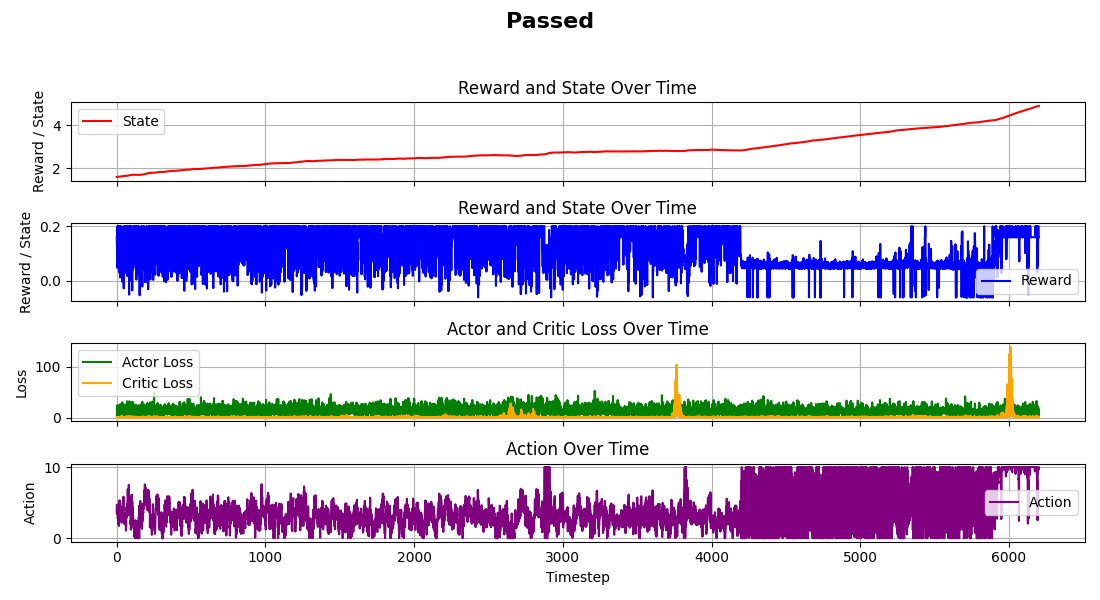 Passed
Reward and State Over Time
Reward / State
4
2
State
Reward and State Over Time
Reward / State
0.2
0.0
Reward
Actor and Critic Loss Over Time
Loss
100
0
Actor Loss
Critic Loss
Action Over Time
Action
10
0
Action
0 1000 2000 3000 4000 5000 6000
Timestep